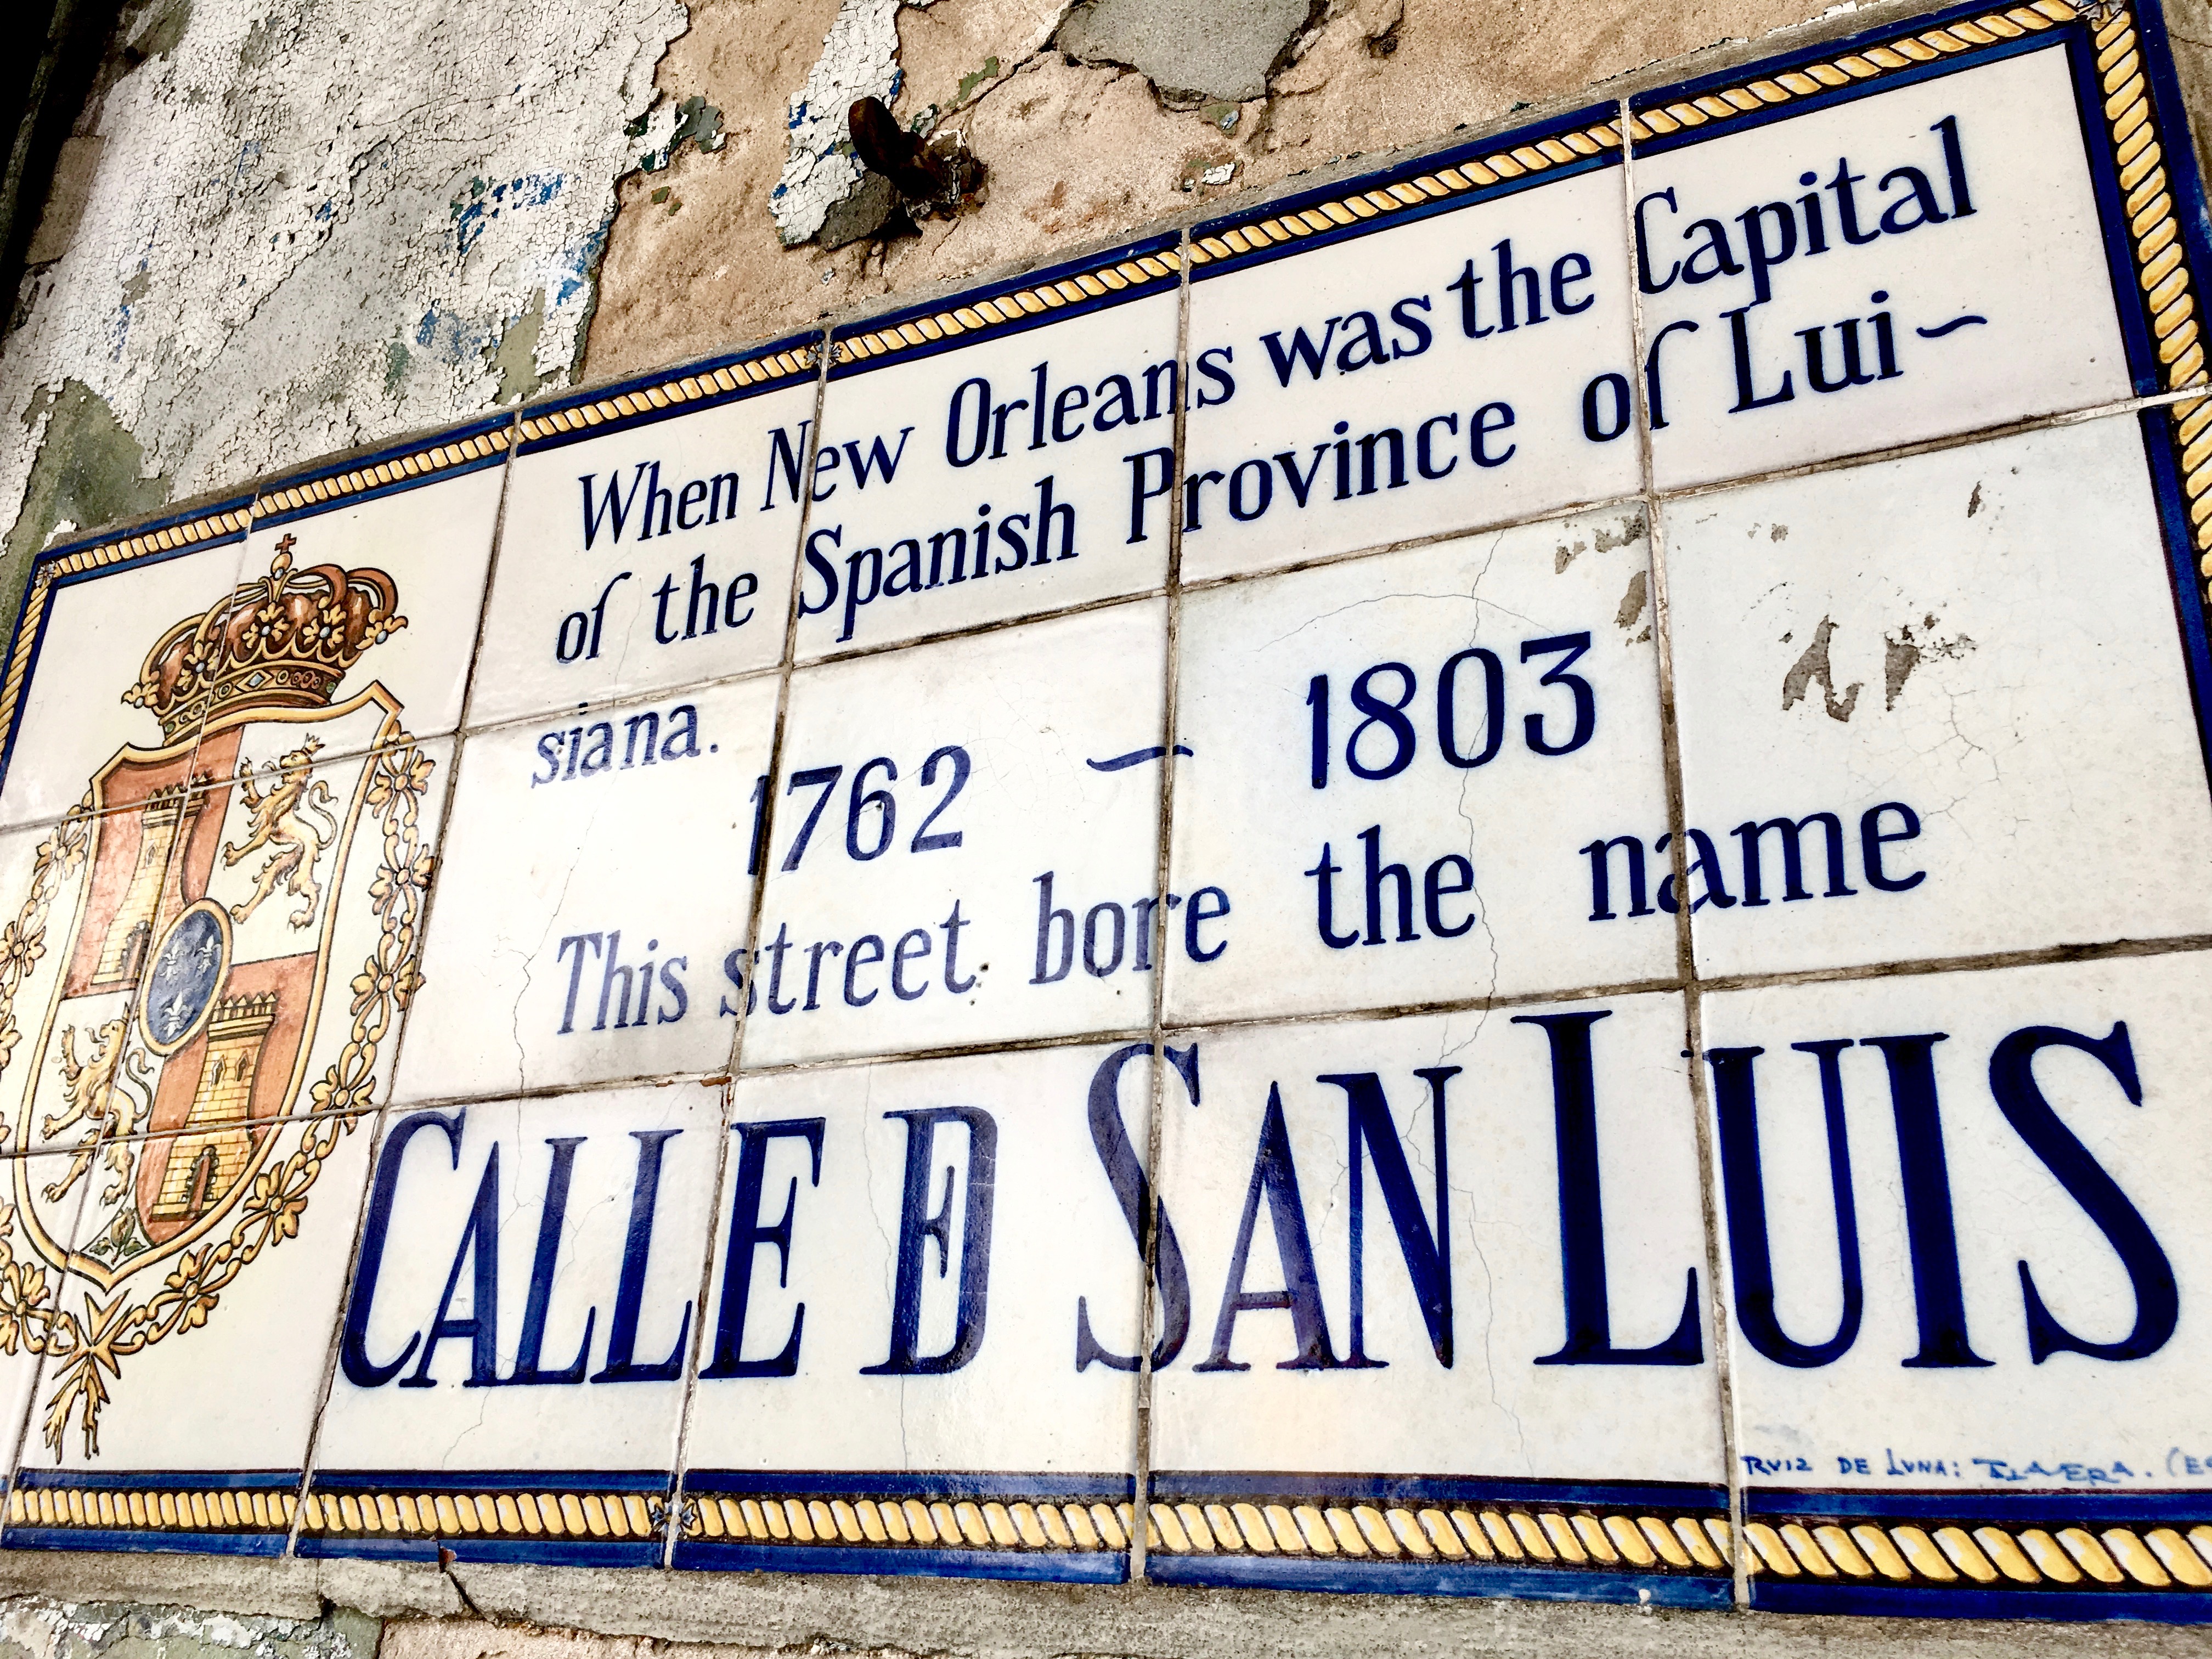 When New Orleans was the Capital
of the Spanish Province of Lui~
siana.
1762 ~ 1803
This street bore the name
CALLE D SAN LUIS
RUIZ DE LUNA: TALAVERA.